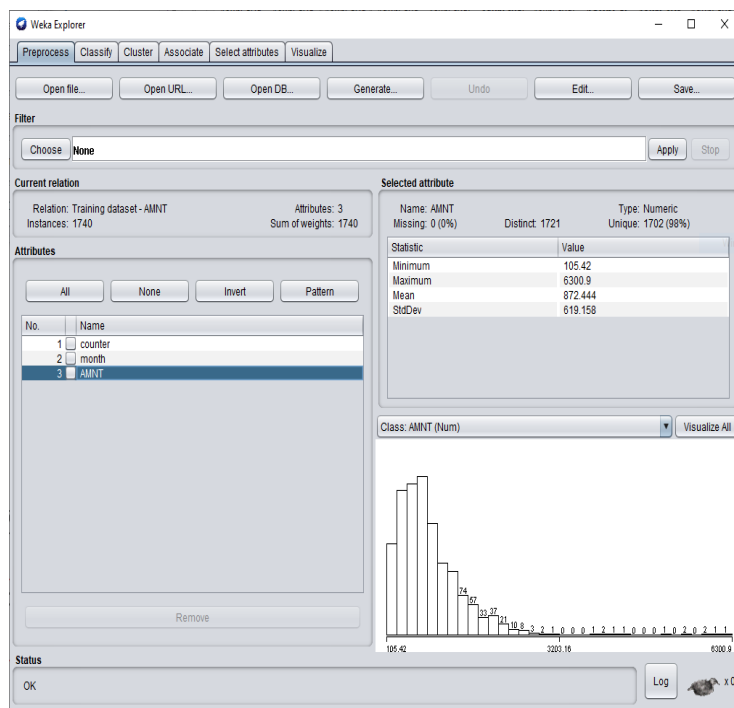 Weka Explorer
Preprocess Classify Cluster Associate Select attributes Visualize
Open file... Open URL... Open DB... Generate... Undo Edit... Save...
Filter
Choose None Apply Stop
Current relation
Relation: Training dataset - AMNT Attributes: 3
Instances: 1740 Sum of weights: 1740
Attributes
All None Invert Pattern
No. Name
1 counter
2 month
3 AMNT
Remove
Selected attribute
Name: AMNT Type: Numeric
Missing: 0 (0%) Distinct: 1721 Unique: 1702 (98%)
Statistic Value
Minimum 105.42
Maximum 6300.9
Mean 872.444
StdDev 619.158
Class: AMNT (Num) Visualize All
74
57
33 37
21
10 8 3 2 1 0 0 0 1 2 1 1 0 0 0 1 0 2 0 2 1 1
105.42 3203.16 6300.9
Status
OK Log x 0